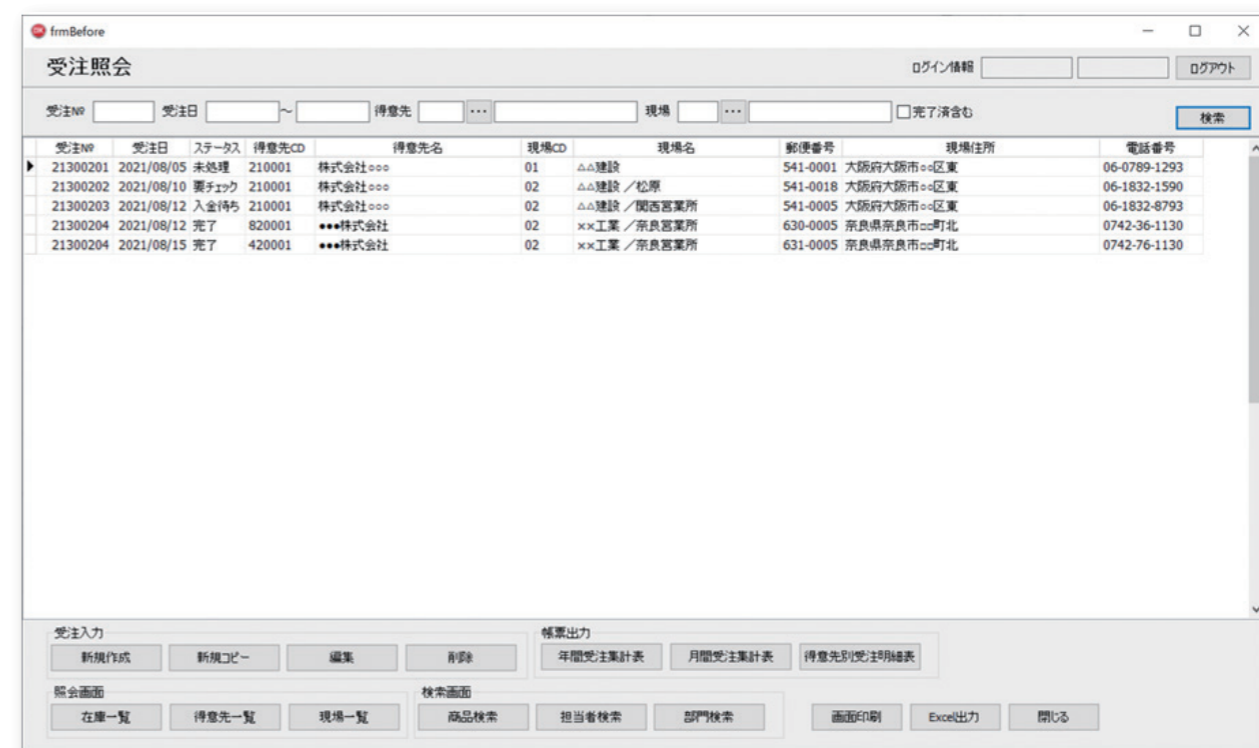 frmBefore
受注照会 ログイン情報 ログアウト
受注№ 受注日 ～ 得意先 ... 現場 ... 完了済含む 検索
受注№ 受注日 ステータス 得意先CD 得意先名 現場CD 現場名 郵便番号 現場住所 電話番号
21300201 2021/08/05 未処理 210001 株式会社○○○ 01 △△建設 541-0001 大阪府大阪市○○区東 06-0789-1293
21300202 2021/08/10 要チェック 210001 株式会社○○○ 02 △△建設 ／松原 541-0018 大阪府大阪市○○区東 06-1832-1590
21300203 2021/08/12 入金待ち 210001 株式会社○○○ 02 △△建設 ／関西営業所 541-0005 大阪府大阪市○○区東 06-1832-8793
21300204 2021/08/12 完了 820001 ●●●株式会社 02 ××工業 ／奈良営業所 630-0005 奈良県奈良市□□町北 0742-36-1130
21300204 2021/08/15 完了 420001 ●●●株式会社 02 ××工業 ／奈良営業所 631-0005 奈良県奈良市□□町北 0742-76-1130
受注入力 帳票出力
新規作成 新規コピー 編集 削除 年間受注集計表 月間受注集計表 得意先別受注明細表
照会画面 検索画面
在庫一覧 得意先一覧 現場一覧 商品検索 担当者検索 部門検索 画面印刷 Excel出力 閉じる